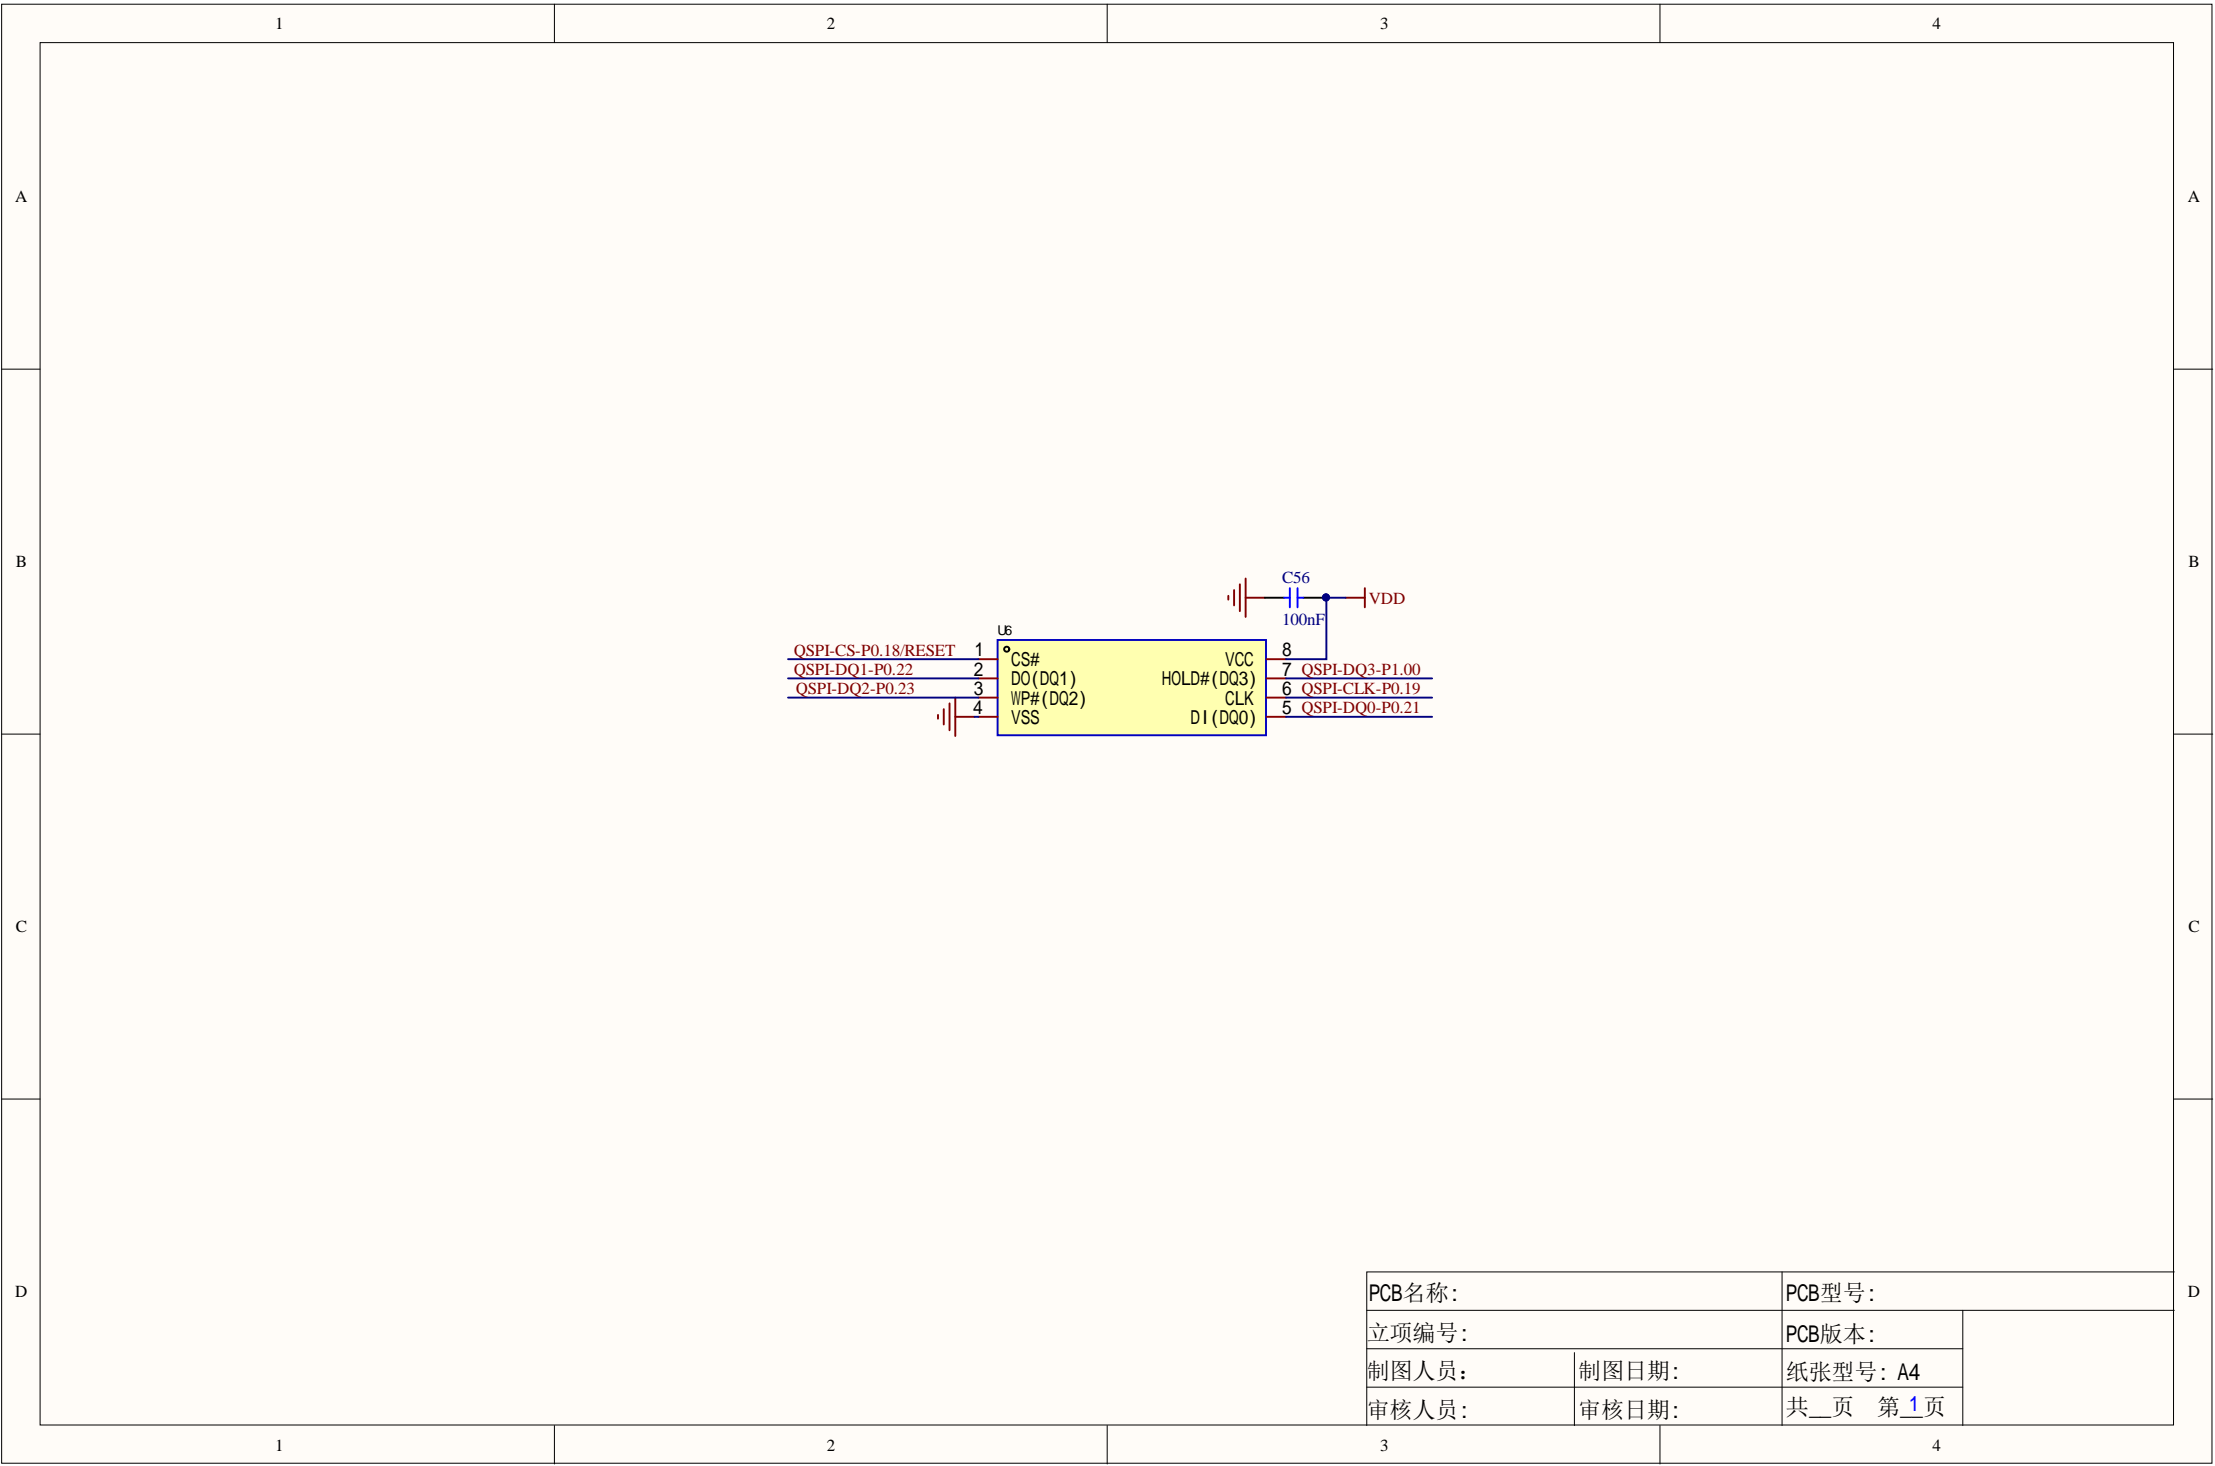 1 2 3 4
A A
B B
C56
VDD
100nF
U6
QSPI-CS-P0.18/RESET 1 CS# VCC 8
QSPI-DQ1-P0.22 2 DO(DQ1) HOLD#(DQ3) 7 QSPI-DQ3-P1.00
QSPI-DQ2-P0.23 3 WP#(DQ2) CLK 6 QSPI-CLK-P0.19
4 VSS DI(DQ0) 5 QSPI-DQ0-P0.21
C C
D D
PCB名称: PCB型号:
立项编号: PCB版本:
制图人员: 制图日期: 纸张型号: A4
审核人员: 审核日期: 共__页 第_1_页
1 2 3 4